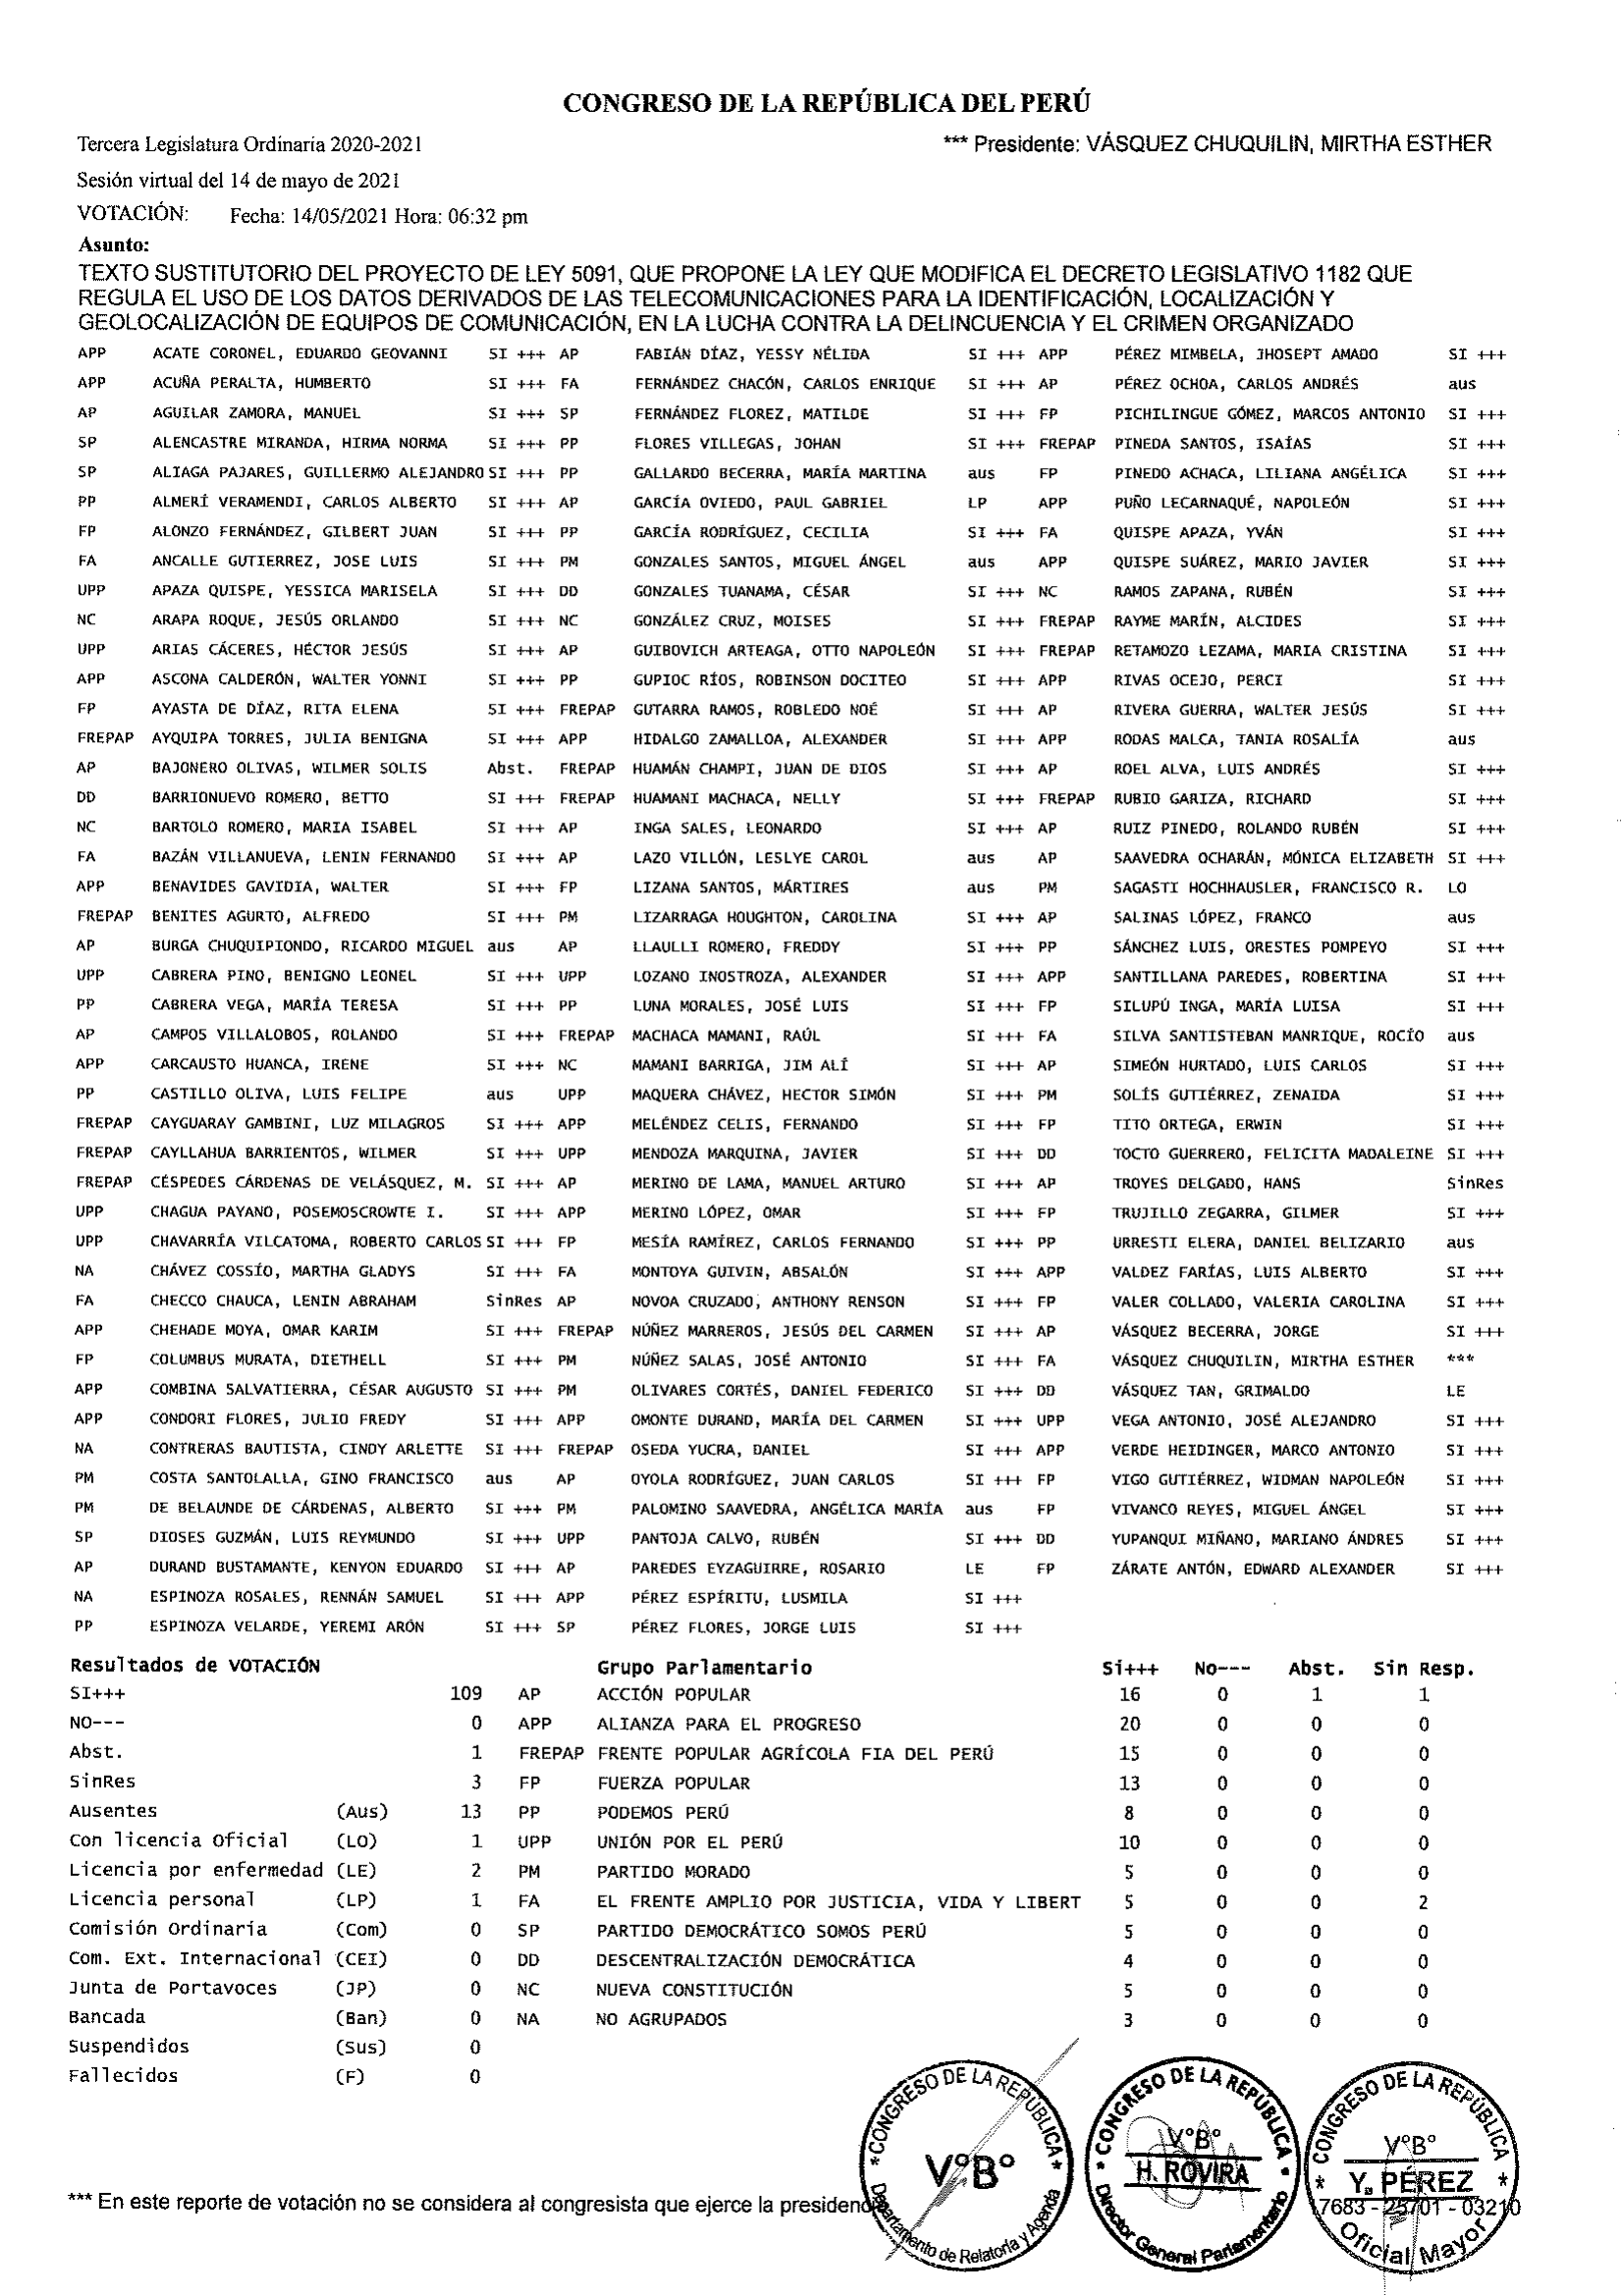 CONGRESO DE LA REPÚBLICA DEL PERÚ
Tercera Legislatura Ordinaria 2020-2021 *** Presidente: VÁSQUEZ CHUQUILIN, MIRTHA ESTHER
Sesión virtual del 14 de mayo de 2021
VOTACIÓN: Fecha: 14/05/2021 Hora: 06:32 pm
Asunto:
TEXTO SUSTITUTORIO DEL PROYECTO DE LEY 5091, QUE PROPONE LA LEY QUE MODIFICA EL DECRETO LEGISLATIVO 1182 QUE
REGULA EL USO DE LOS DATOS DERIVADOS DE LAS TELECOMUNICACIONES PARA LA IDENTIFICACIÓN, LOCALIZACIÓN Y
GEOLOCALIZACIÓN DE EQUIPOS DE COMUNICACIÓN, EN LA LUCHA CONTRA LA DELINCUENCIA Y EL CRIMEN ORGANIZADO
APP ACATE CORONEL, EDUARDO GEOVANNI SI +++ AP FABIÁN DÍAZ, YESSY NÉLIDA SI +++ APP PÉREZ MIMBELA, JHOSEPT AMADO SI +++
APP ACUÑA PERALTA, HUMBERTO SI +++ FA FERNÁNDEZ CHACÓN, CARLOS ENRIQUE SI +++ AP PÉREZ OCHOA, CARLOS ANDRÉS aus
AP AGUILAR ZAMORA, MANUEL SI +++ SP FERNÁNDEZ FLOREZ, MATILDE SI +++ FP PICHILINGUE GÓMEZ, MARCOS ANTONIO SI +++
SP ALENCASTRE MIRANDA, HIRMA NORMA SI +++ PP FLORES VILLEGAS, JOHAN SI +++ FREPAP PINEDA SANTOS, ISAÍAS SI +++
SP ALIAGA PAJARES, GUILLERMO ALEJANDRO SI +++ PP GALLARDO BECERRA, MARÍA MARTINA aus FP PINEDO ACHACA, LILIANA ANGÉLICA SI +++
PP ALMERÍ VERAMENDI, CARLOS ALBERTO SI +++ AP GARCÍA OVIEDO, PAUL GABRIEL LP APP PUÑO LECARNAQUÉ, NAPOLEÓN SI +++
FP ALONZO FERNÁNDEZ, GILBERT JUAN SI +++ PP GARCÍA RODRÍGUEZ, CECILIA SI +++ FA QUISPE APAZA, YVÁN SI +++
FA ANCALLE GUTIERREZ, JOSE LUIS SI +++ PM GONZALES SANTOS, MIGUEL ÁNGEL aus APP QUISPE SUÁREZ, MARIO JAVIER SI +++
UPP APAZA QUISPE, YESSICA MARISELA SI +++ DD GONZALES TUANAMA, CÉSAR SI +++ NC RAMOS ZAPANA, RUBÉN SI +++
NC ARAPA ROQUE, JESÚS ORLANDO SI +++ NC GONZÁLEZ CRUZ, MOISES SI +++ FREPAP RAYME MARÍN, ALCIDES SI +++
UPP ARIAS CÁCERES, HÉCTOR JESÚS SI +++ AP GUIBOVICH ARTEAGA, OTTO NAPOLEÓN SI +++ FREPAP RETAMOZO LEZAMA, MARIA CRISTINA SI +++
APP ASCONA CALDERÓN, WALTER YONNI SI +++ PP GUPIOC RÍOS, ROBINSON DOCITEO SI +++ APP RIVAS OCEJO, PERCI SI +++
FP AYASTA DE DÍAZ, RITA ELENA SI +++ FREPAP GUTARRA RAMOS, ROBLEDO NOÉ SI +++ AP RIVERA GUERRA, WALTER JESÚS SI +++
FREPAP AYQUIPA TORRES, JULIA BENIGNA SI +++ APP HIDALGO ZAMALLOA, ALEXANDER SI +++ APP RODAS MALCA, TANIA ROSALÍA aus
AP BAJONERO OLIVAS, WILMER SOLIS Abst. FREPAP HUAMÁN CHAMPI, JUAN DE DIOS SI +++ AP ROEL ALVA, LUIS ANDRÉS SI +++
DD BARRIONUEVO ROMERO, BETTO SI +++ FREPAP HUAMANI MACHACA, NELLY SI +++ FREPAP RUBIO GARIZA, RICHARD SI +++
NC BARTOLO ROMERO, MARIA ISABEL SI +++ AP INGA SALES, LEONARDO SI +++ AP RUIZ PINEDO, ROLANDO RUBÉN SI +++
FA BAZÁN VILLANUEVA, LENIN FERNANDO SI +++ AP LAZO VILLÓN, LESLYE CAROL aus AP SAAVEDRA OCHARÁN, MÓNICA ELIZABETH SI +++
APP BENAVIDES GAVIDIA, WALTER SI +++ FP LIZANA SANTOS, MÁRTIRES aus PM SAGASTI HOCHHAUSLER, FRANCISCO R. LO
FREPAP BENITES AGURTO, ALFREDO SI +++ PM LIZARRAGA HOUGHTON, CAROLINA SI +++ AP SALINAS LÓPEZ, FRANCO aus
AP BURGA CHUQUIPIONDO, RICARDO MIGUEL aus AP LLAULLI ROMERO, FREDDY SI +++ PP SÁNCHEZ LUIS, ORESTES POMPEYO SI +++
UPP CABRERA PINO, BENIGNO LEONEL SI +++ UPP LOZANO INOSTROZA, ALEXANDER SI +++ APP SANTILLANA PAREDES, ROBERTINA SI +++
PP CABRERA VEGA, MARÍA TERESA SI +++ PP LUNA MORALES, JOSÉ LUIS SI +++ FP SILUPÚ INGA, MARÍA LUISA SI +++
AP CAMPOS VILLALOBOS, ROLANDO SI +++ FREPAP MACHACA MAMANI, RAÚL SI +++ FA SILVA SANTISTEBAN MANRIQUE, ROCÍO aus
APP CARCAUSTO HUANCA, IRENE SI +++ NC MAMANI BARRIGA, JIM ALÍ SI +++ AP SIMEÓN HURTADO, LUIS CARLOS SI +++
PP CASTILLO OLIVA, LUIS FELIPE aus UPP MAQUERA CHÁVEZ, HECTOR SIMÓN SI +++ PM SOLÍS GUTIÉRREZ, ZENAIDA SI +++
FREPAP CAYGUARAY GAMBINI, LUZ MILAGROS SI +++ APP MELÉNDEZ CELIS, FERNANDO SI +++ FP TITO ORTEGA, ERWIN SI +++
FREPAP CAYLLAHUA BARRIENTOS, WILMER SI +++ UPP MENDOZA MARQUINA, JAVIER SI +++ DD TOCTO GUERRERO, FELICITA MADALEINE SI +++
FREPAP CÉSPEDES CÁRDENAS DE VELÁSQUEZ, M. SI +++ AP MERINO DE LAMA, MANUEL ARTURO SI +++ AP TROYES DELGADO, HANS SinRes
UPP CHAGUA PAYANO, POSEMOSCROWTE I. SI +++ APP MERINO LÓPEZ, OMAR SI +++ FP TRUJILLO ZEGARRA, GILMER SI +++
UPP CHAVARRÍA VILCATOMA, ROBERTO CARLOS SI +++ FP MESÍA RAMÍREZ, CARLOS FERNANDO SI +++ PP URRESTI ELERA, DANIEL BELIZARIO aus
NA CHÁVEZ COSSÍO, MARTHA GLADYS SI +++ FA MONTOYA GUIVIN, ABSALÓN SI +++ APP VALDEZ FARÍAS, LUIS ALBERTO SI +++
FA CHECCO CHAUCA, LENIN ABRAHAM SinRes AP NOVOA CRUZADO, ANTHONY RENSON SI +++ FP VALER COLLADO, VALERIA CAROLINA SI +++
APP CHEHADE MOYA, OMAR KARIM SI +++ FREPAP NÚÑEZ MARREROS, JESÚS DEL CARMEN SI +++ AP VÁSQUEZ BECERRA, JORGE SI +++
FP COLUMBUS MURATA, DIETHELL SI +++ PM NÚÑEZ SALAS, JOSÉ ANTONIO SI +++ FA VÁSQUEZ CHUQUILIN, MIRTHA ESTHER ***
APP COMBINA SALVATIERRA, CÉSAR AUGUSTO SI +++ PM OLIVARES CORTÉS, DANIEL FEDERICO SI +++ DD VÁSQUEZ TAN, GRIMALDO LE
APP CONDORI FLORES, JULIO FREDY SI +++ APP OMONTE DURAND, MARÍA DEL CARMEN SI +++ UPP VEGA ANTONIO, JOSÉ ALEJANDRO SI +++
NA CONTRERAS BAUTISTA, CINDY ARLETTE SI +++ FREPAP OSEDA YUCRA, DANIEL SI +++ APP VERDE HEIDINGER, MARCO ANTONIO SI +++
PM COSTA SANTOLALLA, GINO FRANCISCO aus AP OYOLA RODRÍGUEZ, JUAN CARLOS SI +++ FP VIGO GUTIÉRREZ, WIDMAN NAPOLEÓN SI +++
PM DE BELAUNDE DE CÁRDENAS, ALBERTO SI +++ PM PALOMINO SAAVEDRA, ANGÉLICA MARÍA aus FP VIVANCO REYES, MIGUEL ÁNGEL SI +++
SP DIOSES GUZMÁN, LUIS REYMUNDO SI +++ UPP PANTOJA CALVO, RUBÉN SI +++ DD YUPANQUI MIÑANO, MARIANO ÁNDRES SI +++
AP DURAND BUSTAMANTE, KENYON EDUARDO SI +++ AP PAREDES EYZAGUIRRE, ROSARIO LE FP ZÁRATE ANTÓN, EDWARD ALEXANDER SI +++
NA ESPINOZA ROSALES, RENNÁN SAMUEL SI +++ APP PÉREZ ESPÍRITU, LUSMILA SI +++
PP ESPINOZA VELARDE, YEREMI ARÓN SI +++ SP PÉREZ FLORES, JORGE LUIS SI +++
Resultados de VOTACIÓN Grupo Parlamentario Si+++ No--- Abst. Sin Resp.
SI+++ 109 AP ACCIÓN POPULAR 16 0 1 1
NO--- 0 APP ALIANZA PARA EL PROGRESO 20 0 0 0
Abst. 1 FREPAP FRENTE POPULAR AGRÍCOLA FIA DEL PERÚ 15 0 0 0
SinRes 3 FP FUERZA POPULAR 13 0 0 0
Ausentes (Aus) 13 PP PODEMOS PERÚ 8 0 0 0
Con licencia Oficial (LO) 1 UPP UNIÓN POR EL PERÚ 10 0 0 0
Licencia por enfermedad (LE) 2 PM PARTIDO MORADO 5 0 0 0
Licencia personal (LP) 1 FA EL FRENTE AMPLIO POR JUSTICIA, VIDA Y LIBERT 5 0 0 2
Comisión Ordinaria (Com) 0 SP PARTIDO DEMOCRÁTICO SOMOS PERÚ 5 0 0 0
Com. Ext. Internacional (CEI) 0 DD DESCENTRALIZACIÓN DEMOCRÁTICA 4 0 0 0
Junta de Portavoces (JP) 0 NC NUEVA CONSTITUCIÓN 5 0 0 0
Bancada (Ban) 0 NA NO AGRUPADOS 3 0 0 0
Suspendidos (Sus) 0
Fallecidos (F) 0
*CONGRESO DE LA REPÚBLICA*
V°B°
Departamento de Relatoría y Agenda
* CONGRESO DE LA REPÚBLICA *
V°B°
H. ROVIRA
Director General Parlamentario
* CONGRESO DE LA REPÚBLICA *
V°B°
Y. PÉREZ
Oficial Mayor
*** En este reporte de votación no se considera al congresista que ejerce la presidenc 7683 - 25701 - 03210